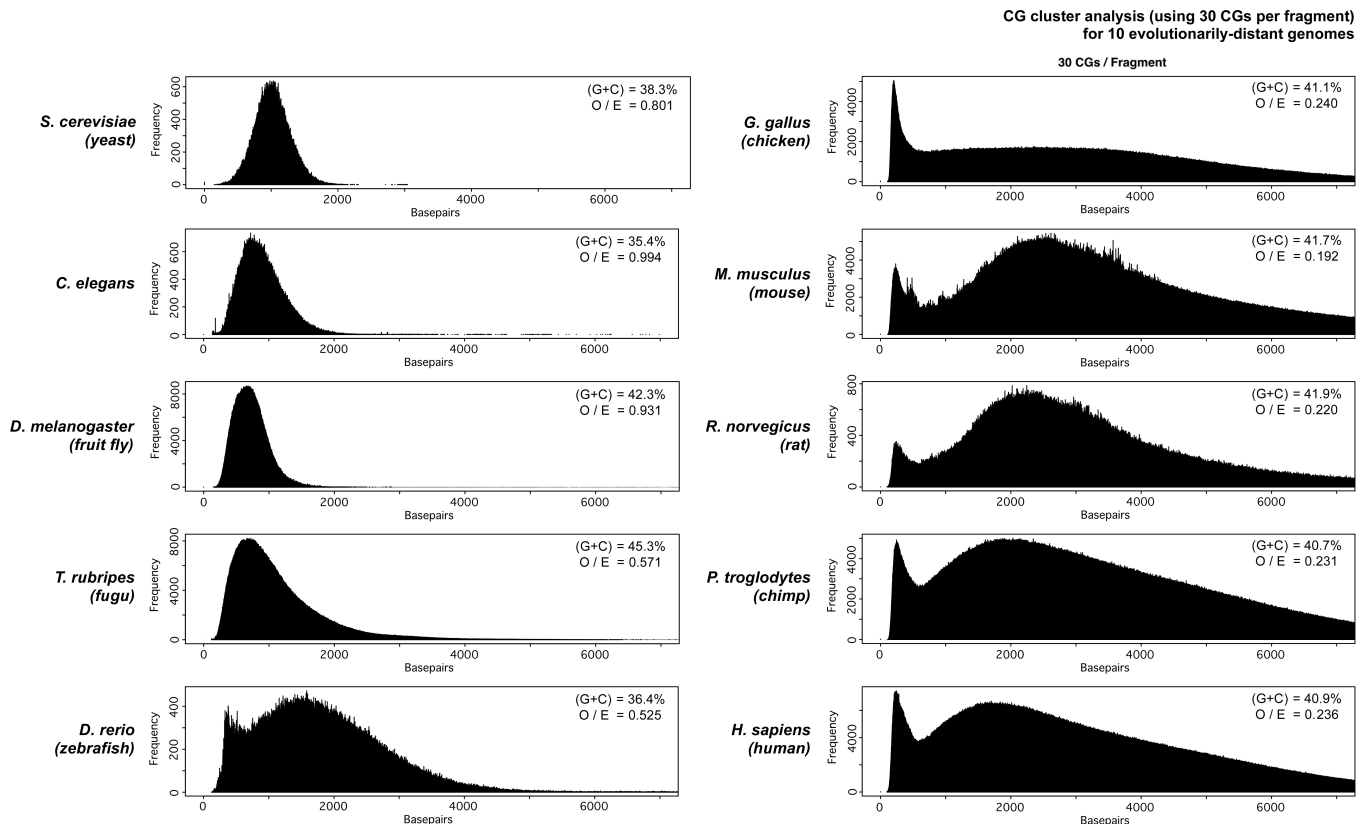 CG cluster analysis (using 30 CGs per fragment)
for 10 evolutionarily-distant genomes
S. cerevisiae
(yeast)
Frequency
0 200 400 600
(G+C) = 38.3%
O / E = 0.801
0 2000 4000 6000
Basepairs
C. elegans
Frequency
0 200 400 600
(G+C) = 35.4%
O / E = 0.994
0 2000 4000 6000
Basepairs
D. melanogaster
(fruit fly)
Frequency
0 4000 8000
(G+C) = 42.3%
O / E = 0.931
0 2000 4000 6000
Basepairs
T. rubripes
(fugu)
Frequency
0 4000 8000
(G+C) = 45.3%
O / E = 0.571
0 2000 4000 6000
Basepairs
D. rerio
(zebrafish)
Frequency
0 200 400
(G+C) = 36.4%
O / E = 0.525
0 2000 4000 6000
Basepairs
30 CGs / Fragment
G. gallus
(chicken)
Frequency
0 2000 4000
(G+C) = 41.1%
O / E = 0.240
0 2000 4000 6000
Basepairs
M. musculus
(mouse)
Frequency
0 2000 4000
(G+C) = 41.7%
O / E = 0.192
0 2000 4000 6000
Basepairs
R. norvegicus
(rat)
Frequency
0 400 800
(G+C) = 41.9%
O / E = 0.220
0 2000 4000 6000
Basepairs
P. troglodytes
(chimp)
Frequency
0 2000 4000
(G+C) = 40.7%
O / E = 0.231
0 2000 4000 6000
Basepairs
H. sapiens
(human)
Frequency
0 4000
(G+C) = 40.9%
O / E = 0.236
0 2000 4000 6000
Basepairs